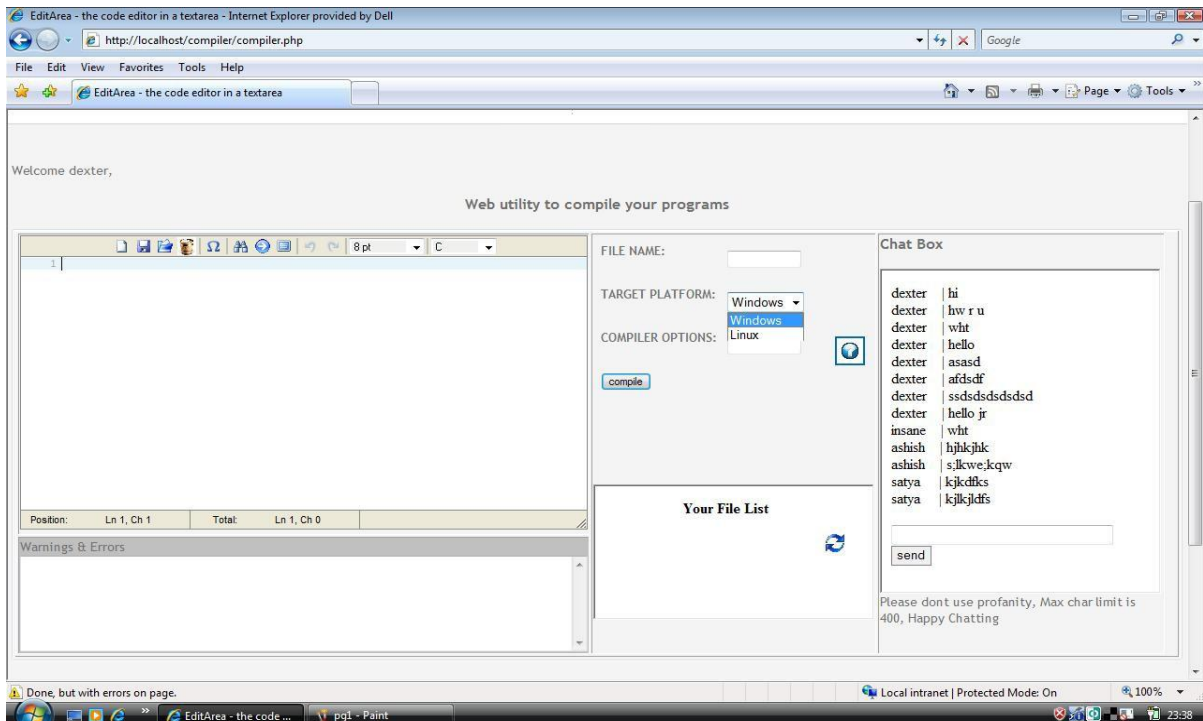 EditArea - the code editor in a textarea - Internet Explorer provided by Dell
http://localhost/compiler/compiler.php
Google
File Edit View Favorites Tools Help
EditArea - the code editor in a textarea
Page Tools
Welcome dexter,
Web utility to compile your programs
8 pt C
1
Position: Ln 1, Ch 1 Total: Ln 1, Ch 0
Warnings & Errors
FILE NAME:
TARGET PLATFORM: Windows
Windows
Linux
COMPILER OPTIONS:
compile
Your File List
Chat Box
dexter | hi
dexter | hw r u
dexter | wht
dexter | hello
dexter | asasd
dexter | afdsdf
dexter | ssdsdsdsdsdsd
dexter | hello jr
insane | wht
ashish | hjhkjhk
ashish | s;lkwe;kqw
satya | kjkdfks
satya | kjlkjldfs
send
Please dont use profanity, Max char limit is
400, Happy Chatting
Done, but with errors on page.
Local intranet | Protected Mode: On
100%
EditArea - the code ...
pg1 - Paint
23:38